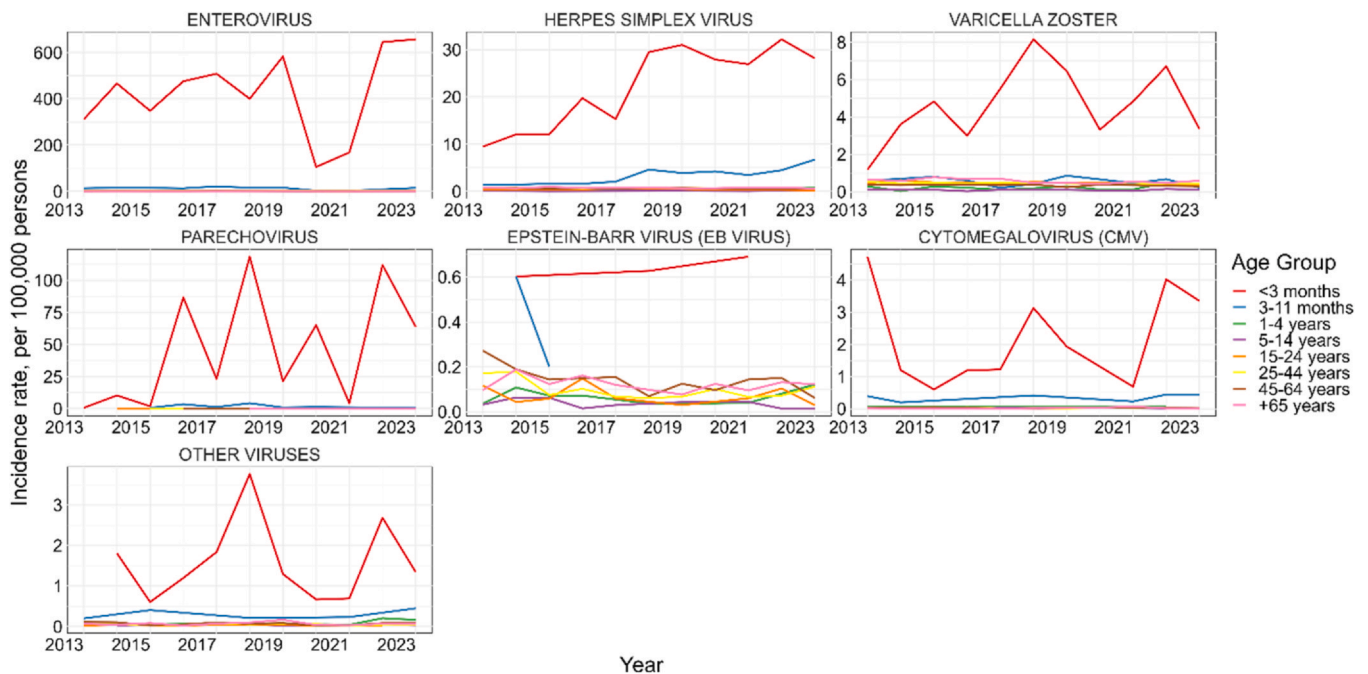 ENTEROVIRUS
600
400
200
0
2013 2015 2017 2019 2021 2023
HERPES SIMPLEX VIRUS
30
20
10
0
2013 2015 2017 2019 2021 2023
VARICELLA ZOSTER
8
6
4
2
0
2013 2015 2017 2019 2021 2023
PARECHOVIRUS
100
75
50
25
0
2013 2015 2017 2019 2021 2023
EPSTEIN-BARR VIRUS (EB VIRUS)
0.6
0.4
0.2
0.0
2013 2015 2017 2019 2021 2023
CYTOMEGALOVIRUS (CMV)
4
3
2
1
0
2013 2015 2017 2019 2021 2023
OTHER VIRUSES
3
2
1
0
2013 2015 2017 2019 2021 2023
Incidence rate, per 100,000 persons
Year
Age Group
<3 months
3-11 months
1-4 years
5-14 years
15-24 years
25-44 years
45-64 years
+65 years